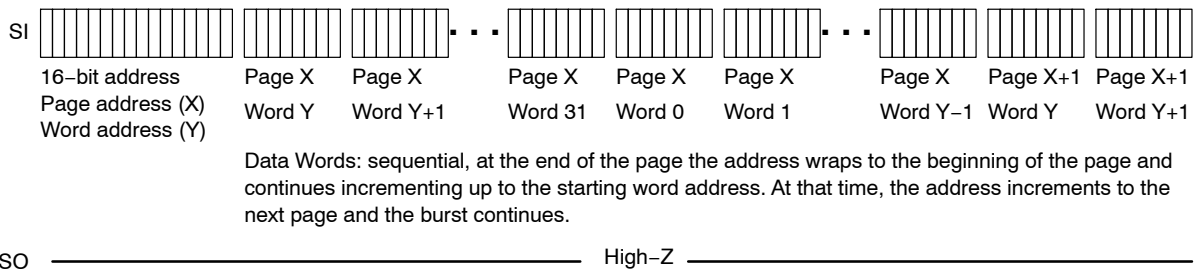 SI
16−bit address Page X Page X Page X Page X Page X Page X Page X+1 Page X+1
Page address (X) Word Y Word Y+1 Word 31 Word 0 Word 1 Word Y−1 Word Y Word Y+1
Word address (Y)
Data Words: sequential, at the end of the page the address wraps to the beginning of the page and
continues incrementing up to the starting word address. At that time, the address increments to the
next page and the burst continues.
SO High−Z